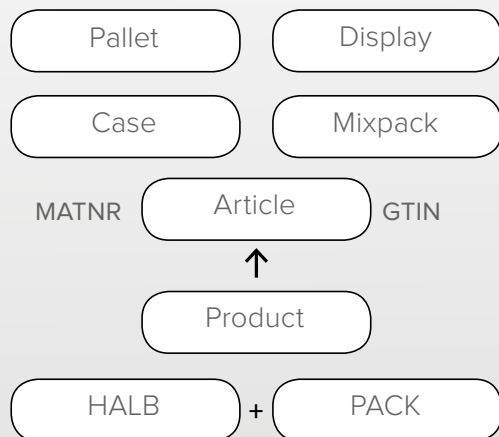 Pallet Display
Case Mixpack
MATNR Article GTIN
Product
HALB + PACK